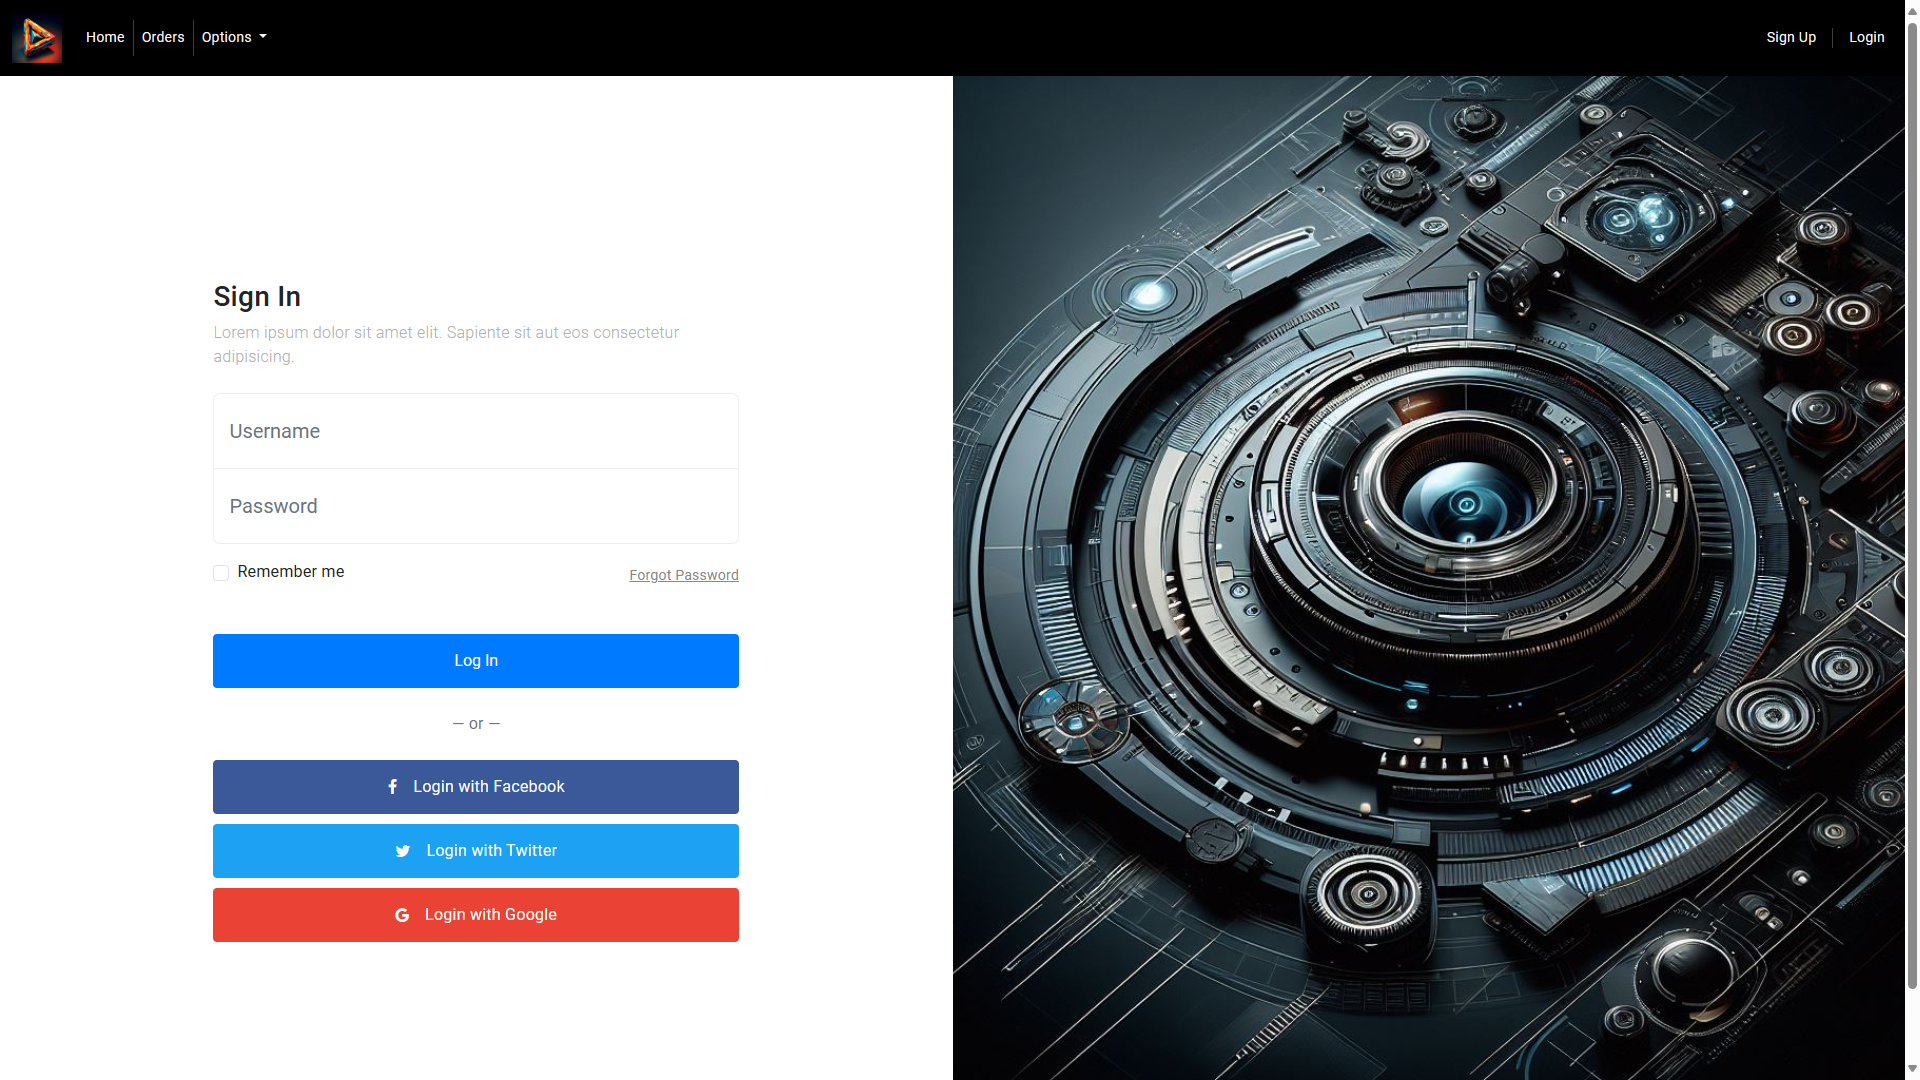 Home
Orders
Options
Sign Up
Login
Sign In
Lorem ipsum dolor sit amet elit. Sapiente sit aut eos consectetur
adipisicing.
Username
Password
Remember me
Forgot Password
Log In
— or —
Login with Facebook
Login with Twitter
Login with Google